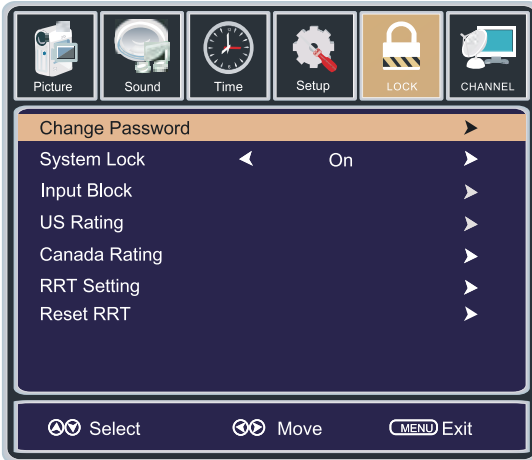 Picture Sound Time Setup LOCK CHANNEL
Change Password
System Lock On
Input Block
US Rating
Canada Rating
RRT Setting
Reset RRT
Select Move MENU Exit